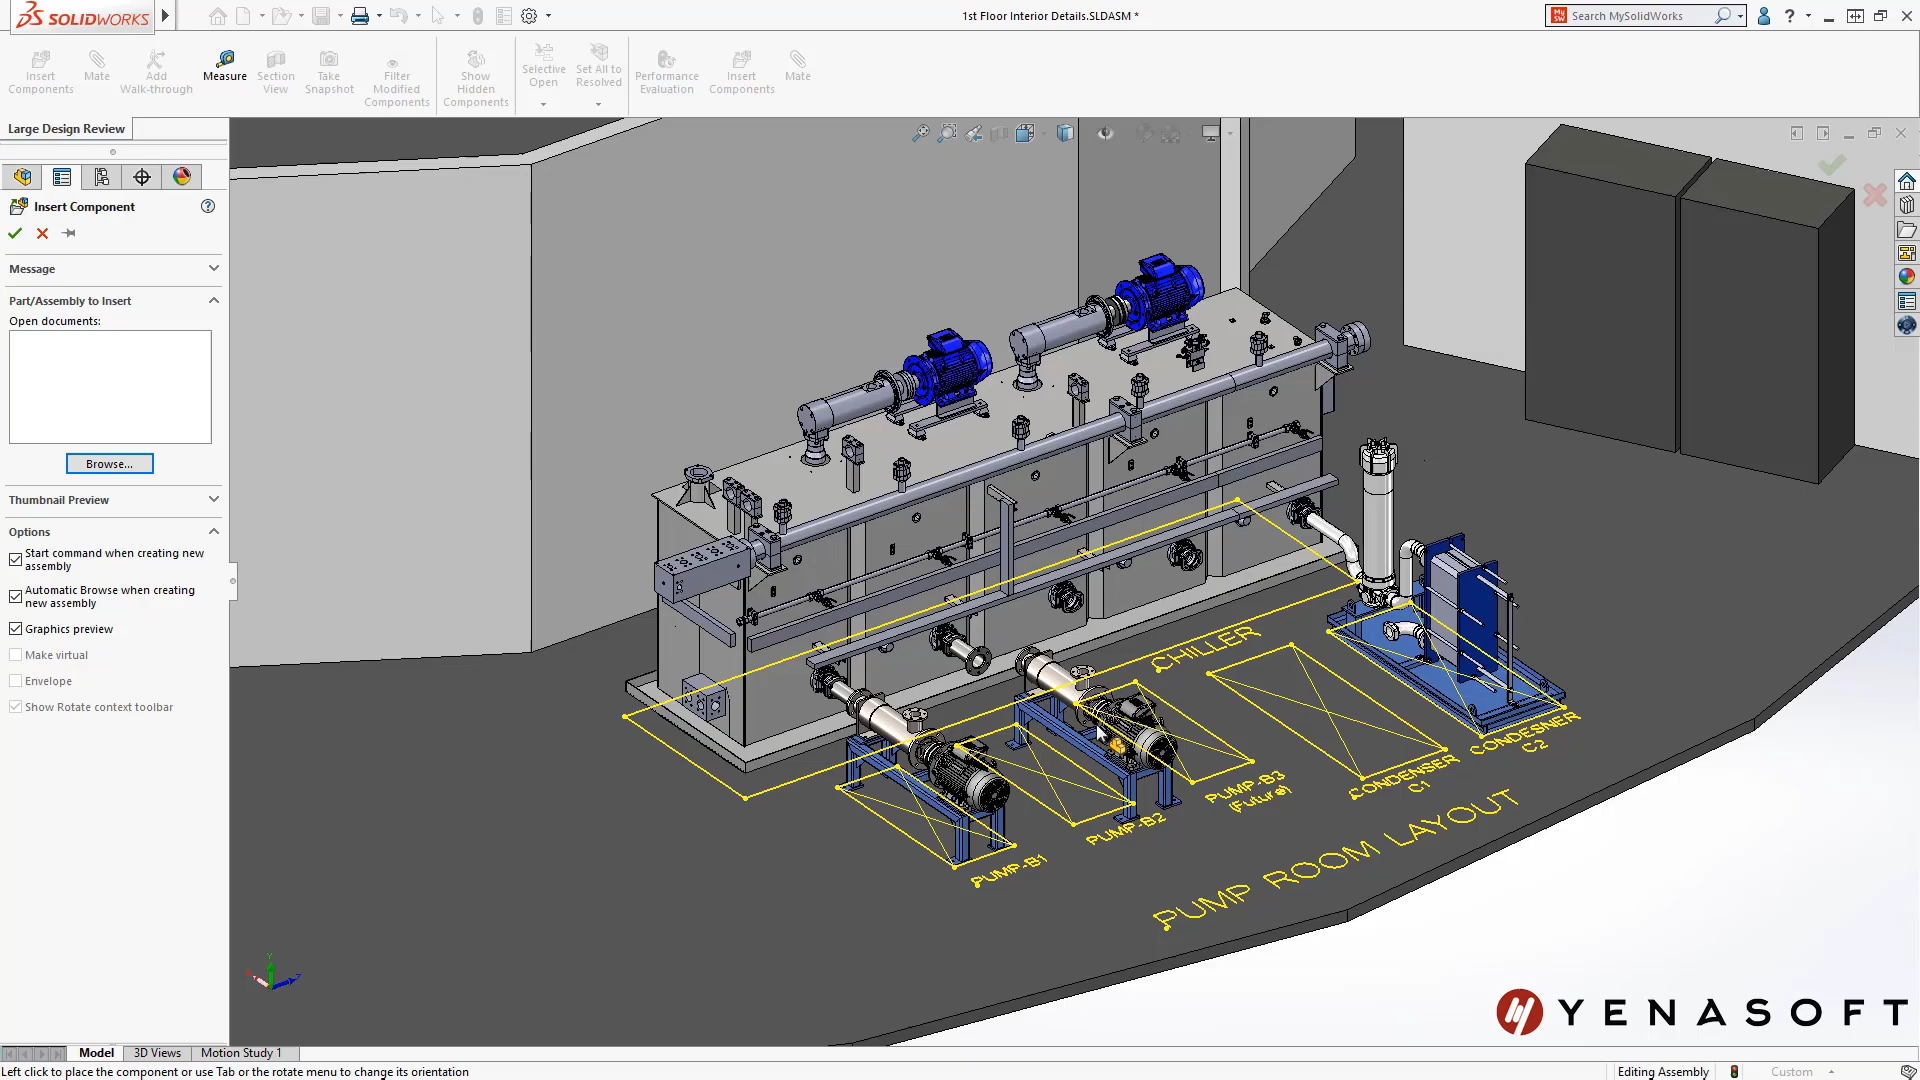 SOLIDWORKS
1st Floor Interior Details.SLDASM *
Search MySolidWorks
Insert Components
Mate
Add Walk-through
Measure
Section View
Take Snapshot
Filter Modified Components
Show Hidden Components
Selective Open
Set All to Resolved
Performance Evaluation
Insert Components
Mate
Large Design Review
Insert Component
Message
Part/Assembly to Insert
Open documents:
Browse...
Thumbnail Preview
Options
Start command when creating new
assembly
Automatic Browse when creating
new assembly
Graphics preview
Make virtual
Envelope
Show Rotate context toolbar
CHILLER
CONDESNER
C2
CONDENSER
C1
PUMP-B3
(Future)
PUMP-B2
PUMP-B1
PUMP ROOM LAYOUT
YENASOFT
Model
3D Views
Motion Study 1
Left click to place the component or use Tab or the rotate menu to change its orientation
Editing Assembly
Custom